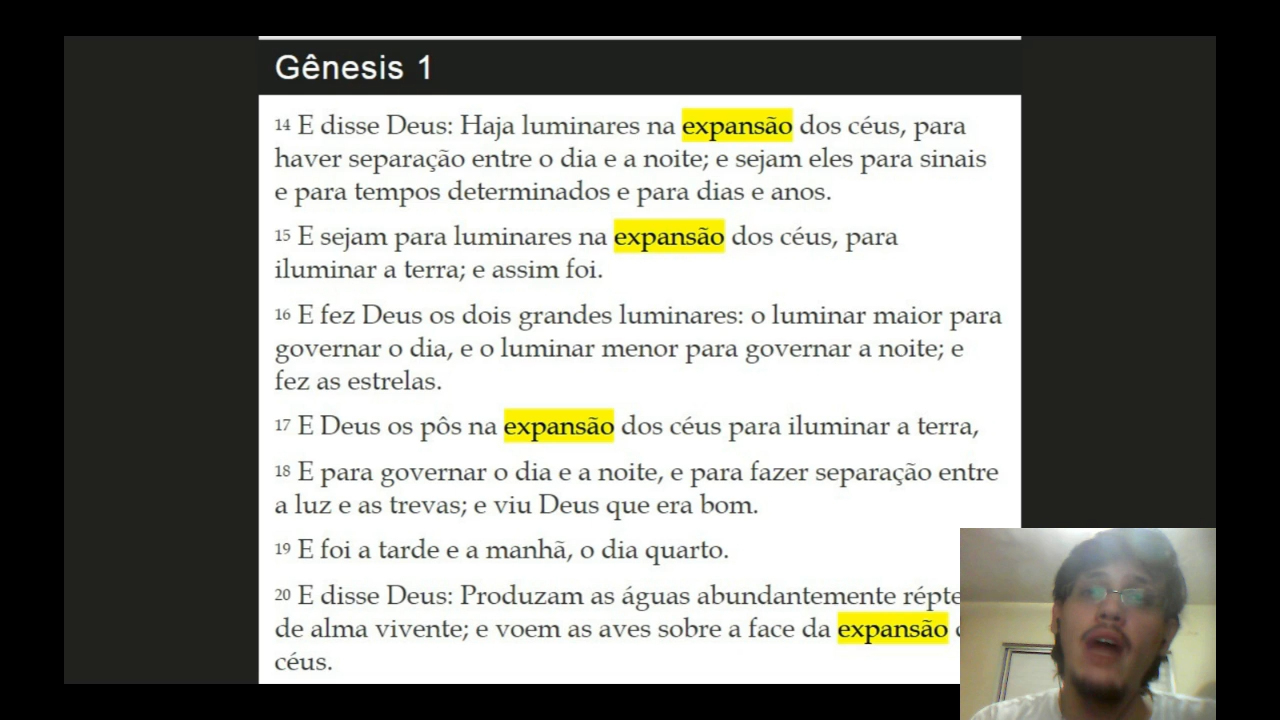 Gênesis 1
14 E disse Deus: Haja luminares na expansão dos céus, para
haver separação entre o dia e a noite; e sejam eles para sinais
e para tempos determinados e para dias e anos.
15 E sejam para luminares na expansão dos céus, para
iluminar a terra; e assim foi.
16 E fez Deus os dois grandes luminares: o luminar maior para
governar o dia, e o luminar menor para governar a noite; e
fez as estrelas.
17 E Deus os pôs na expansão dos céus para iluminar a terra,
18 E para governar o dia e a noite, e para fazer separação entre
a luz e as trevas; e viu Deus que era bom.
19 E foi a tarde e a manhã, o dia quarto.
20 E disse Deus: Produzam as águas abundantemente
de alma vivente; e voem as aves sobre a face da expansão
céus.